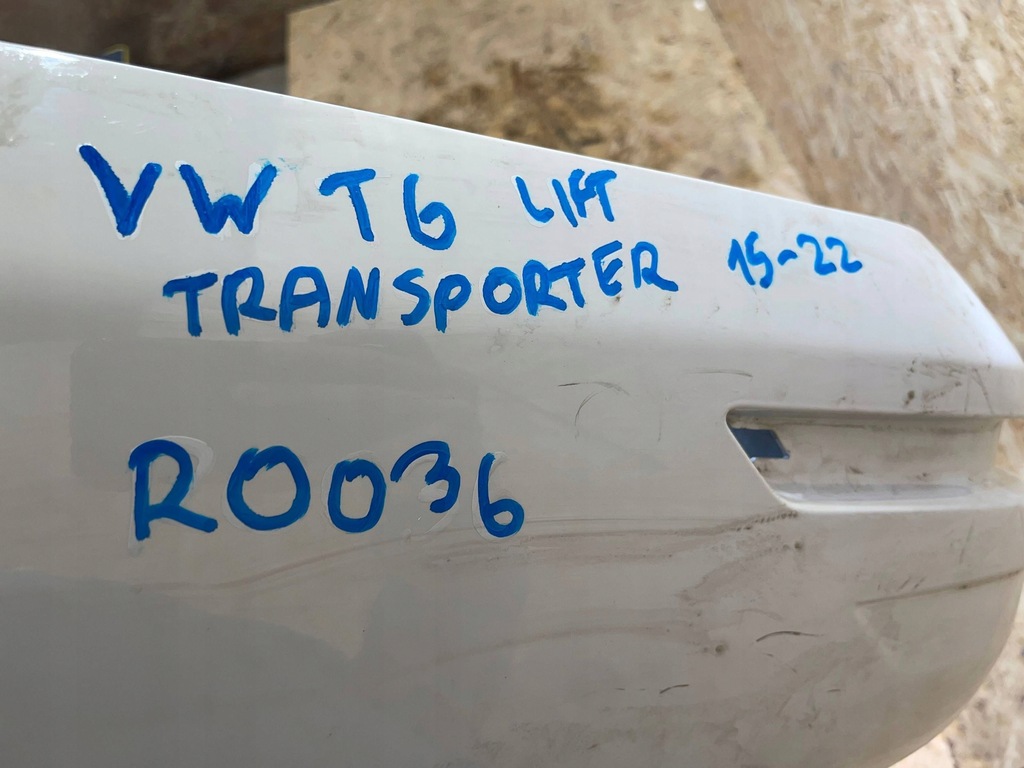 VW T6 LIFT
TRANSPORTER 15-22
R0036